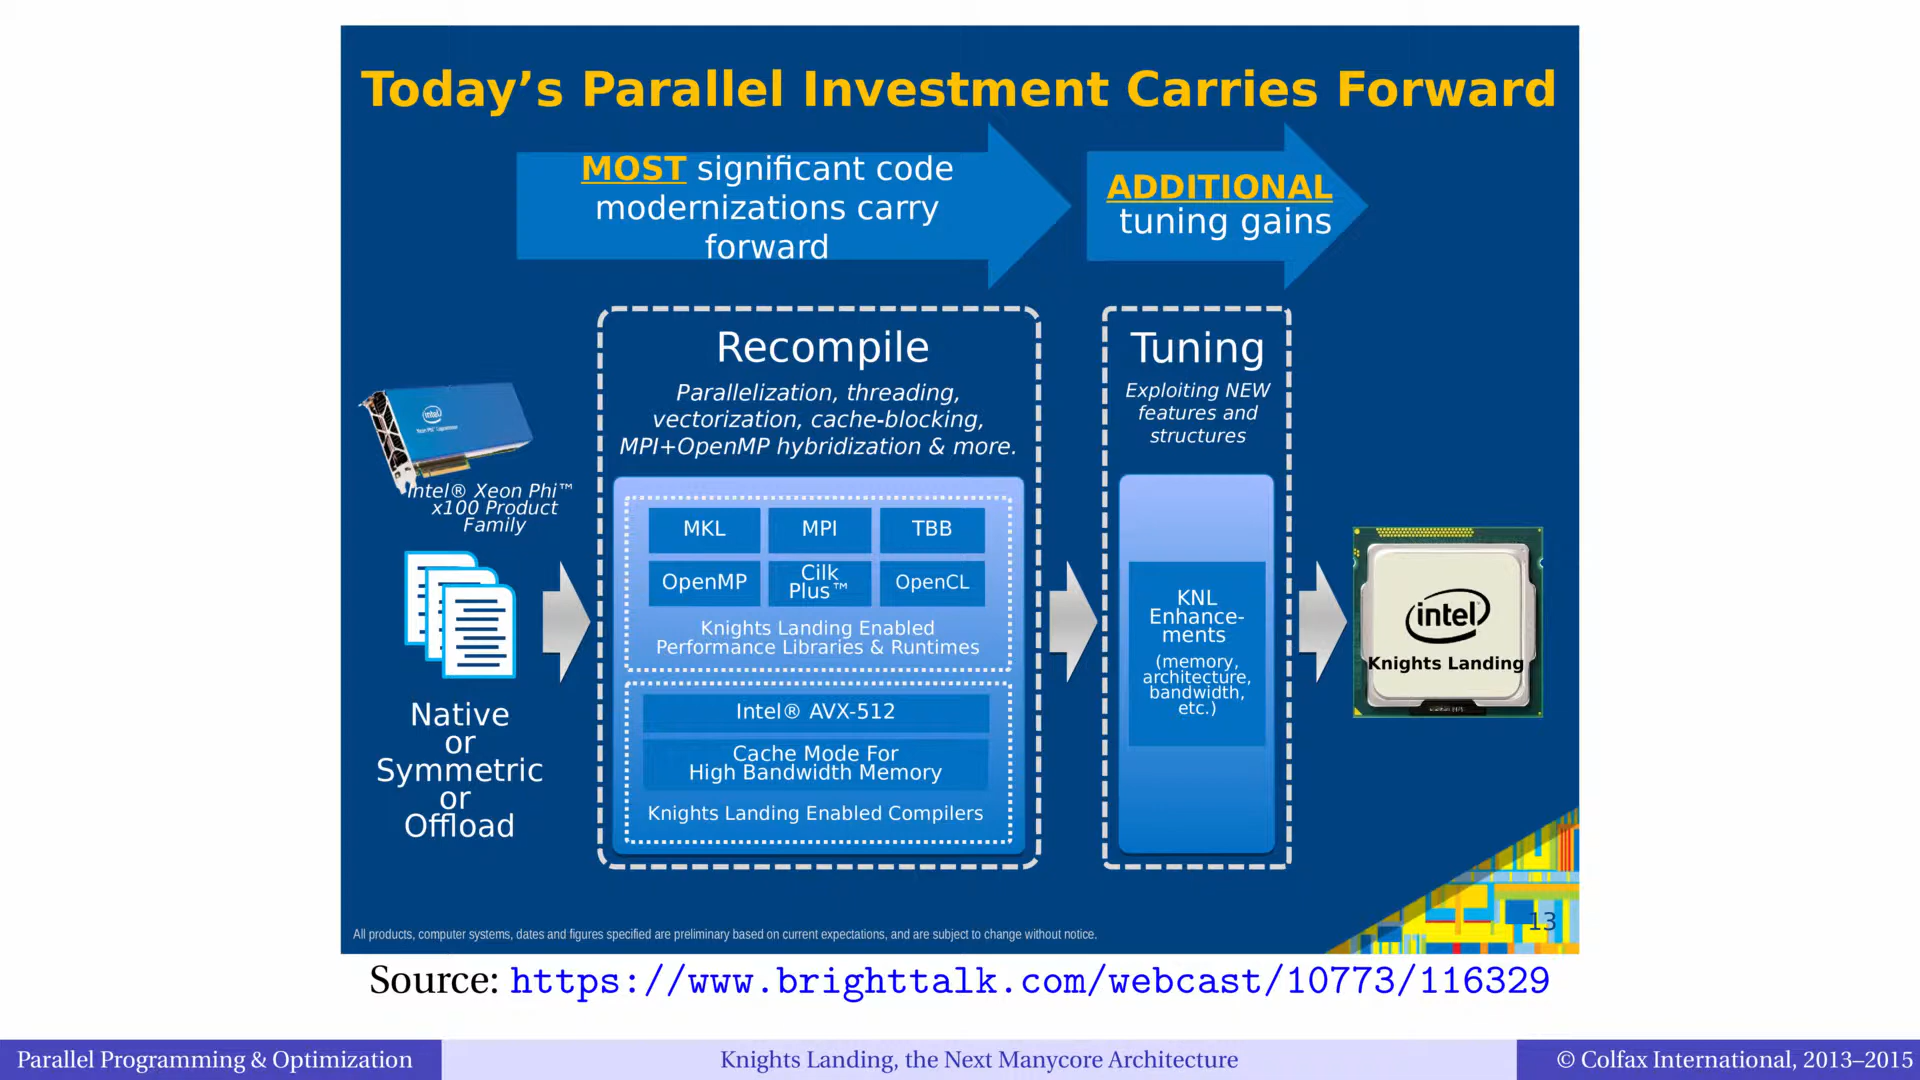 Today's Parallel Investment Carries Forward
MOST significant code
modernizations carry
forward
ADDITIONAL
tuning gains
Recompile
Parallelization, threading,
vectorization, cache-blocking,
MPI+OpenMP hybridization & more.
Tuning
Exploiting NEW
features and
structures
intel
Xeon Phi™
Intel® Xeon Phi™
x100 Product
Family
MKL
MPI
TBB
OpenMP
Cilk
Plus™
OpenCL
Knights Landing Enabled
Performance Libraries & Runtimes
Intel® AVX-512
Cache Mode For
High Bandwidth Memory
Knights Landing Enabled Compilers
KNL
Enhance-
ments
(memory,
architecture,
bandwidth,
etc.)
intel
Knights Landing
Native
or
Symmetric
or
Offload
13
All products, computer systems, dates and figures specified are preliminary based on current expectations, and are subject to change without notice.
Source: https://www.brighttalk.com/webcast/10773/116329
Parallel Programming & Optimization
Knights Landing, the Next Manycore Architecture
© Colfax International, 2013–2015